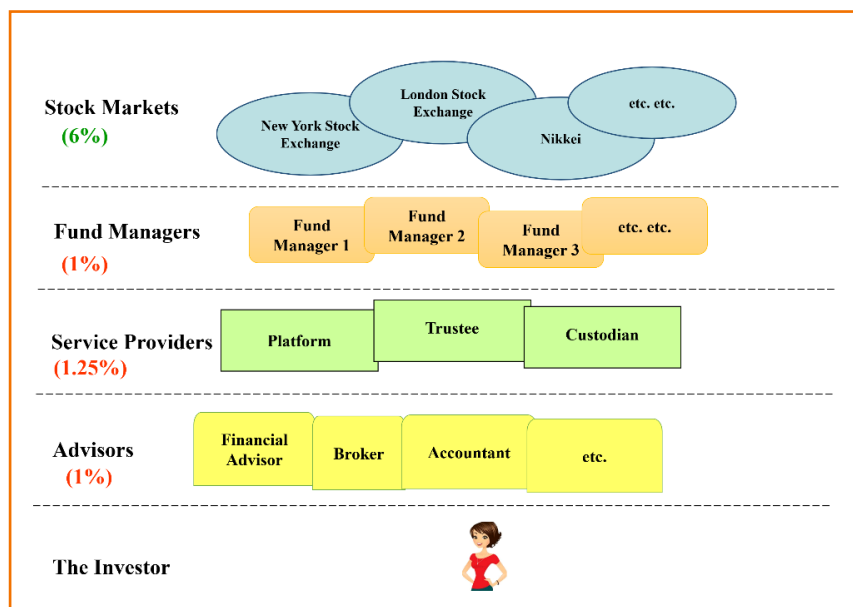 Stock Markets
(6%)
New York Stock
Exchange
London Stock
Exchange
Nikkei
etc. etc.
Fund Managers
(1%)
Fund
Manager 1
Fund
Manager 2
Fund
Manager 3
etc. etc.
Service Providers
(1.25%)
Platform
Trustee
Custodian
Advisors
(1%)
Financial
Advisor
Broker
Accountant
etc.
The Investor